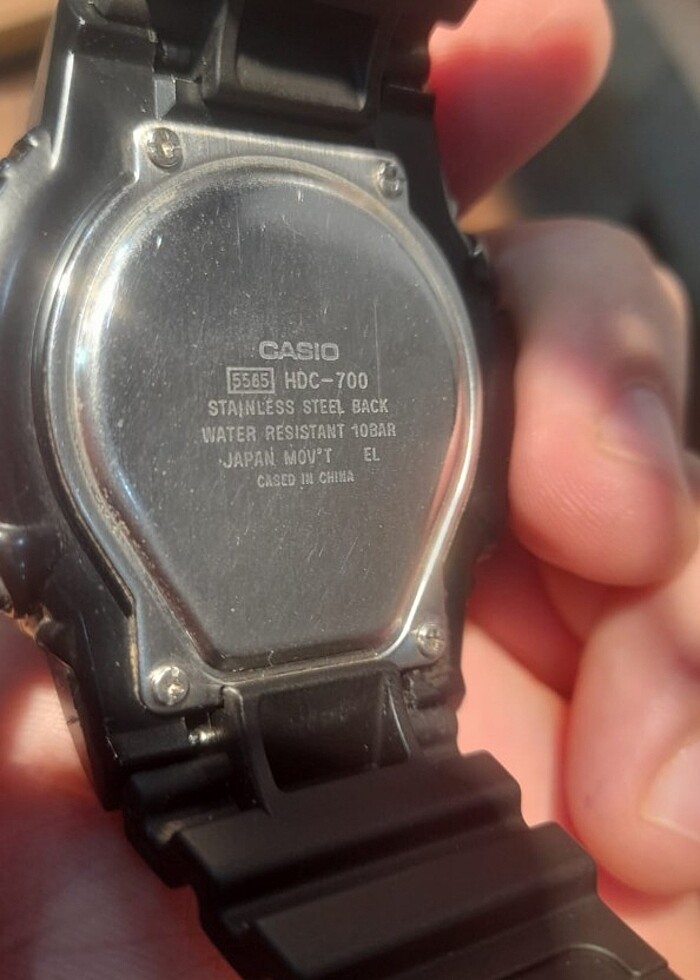 CASIO
5565 HDC-700
STAINLESS STEEL BACK
WATER RESISTANT 10BAR
JAPAN MOV'T EL
CASED IN CHINA